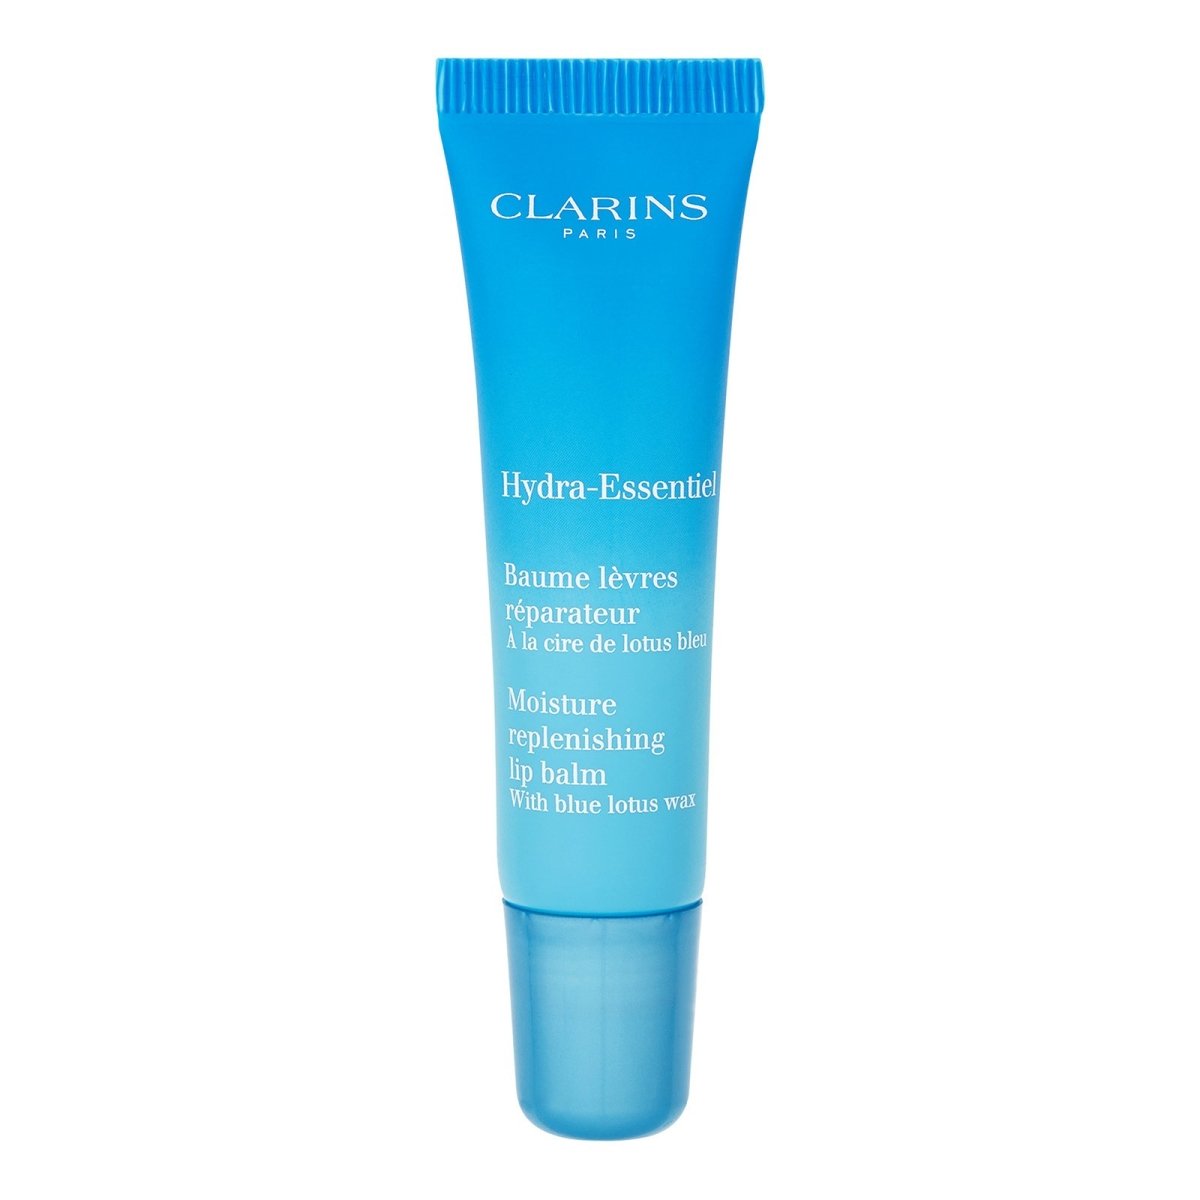 CLARINS
PARIS
Hydra-Essentiel
Baume lèvres
réparateur
À la cire de lotus bleu
Moisture
replenishing
lip balm
With blue lotus wax